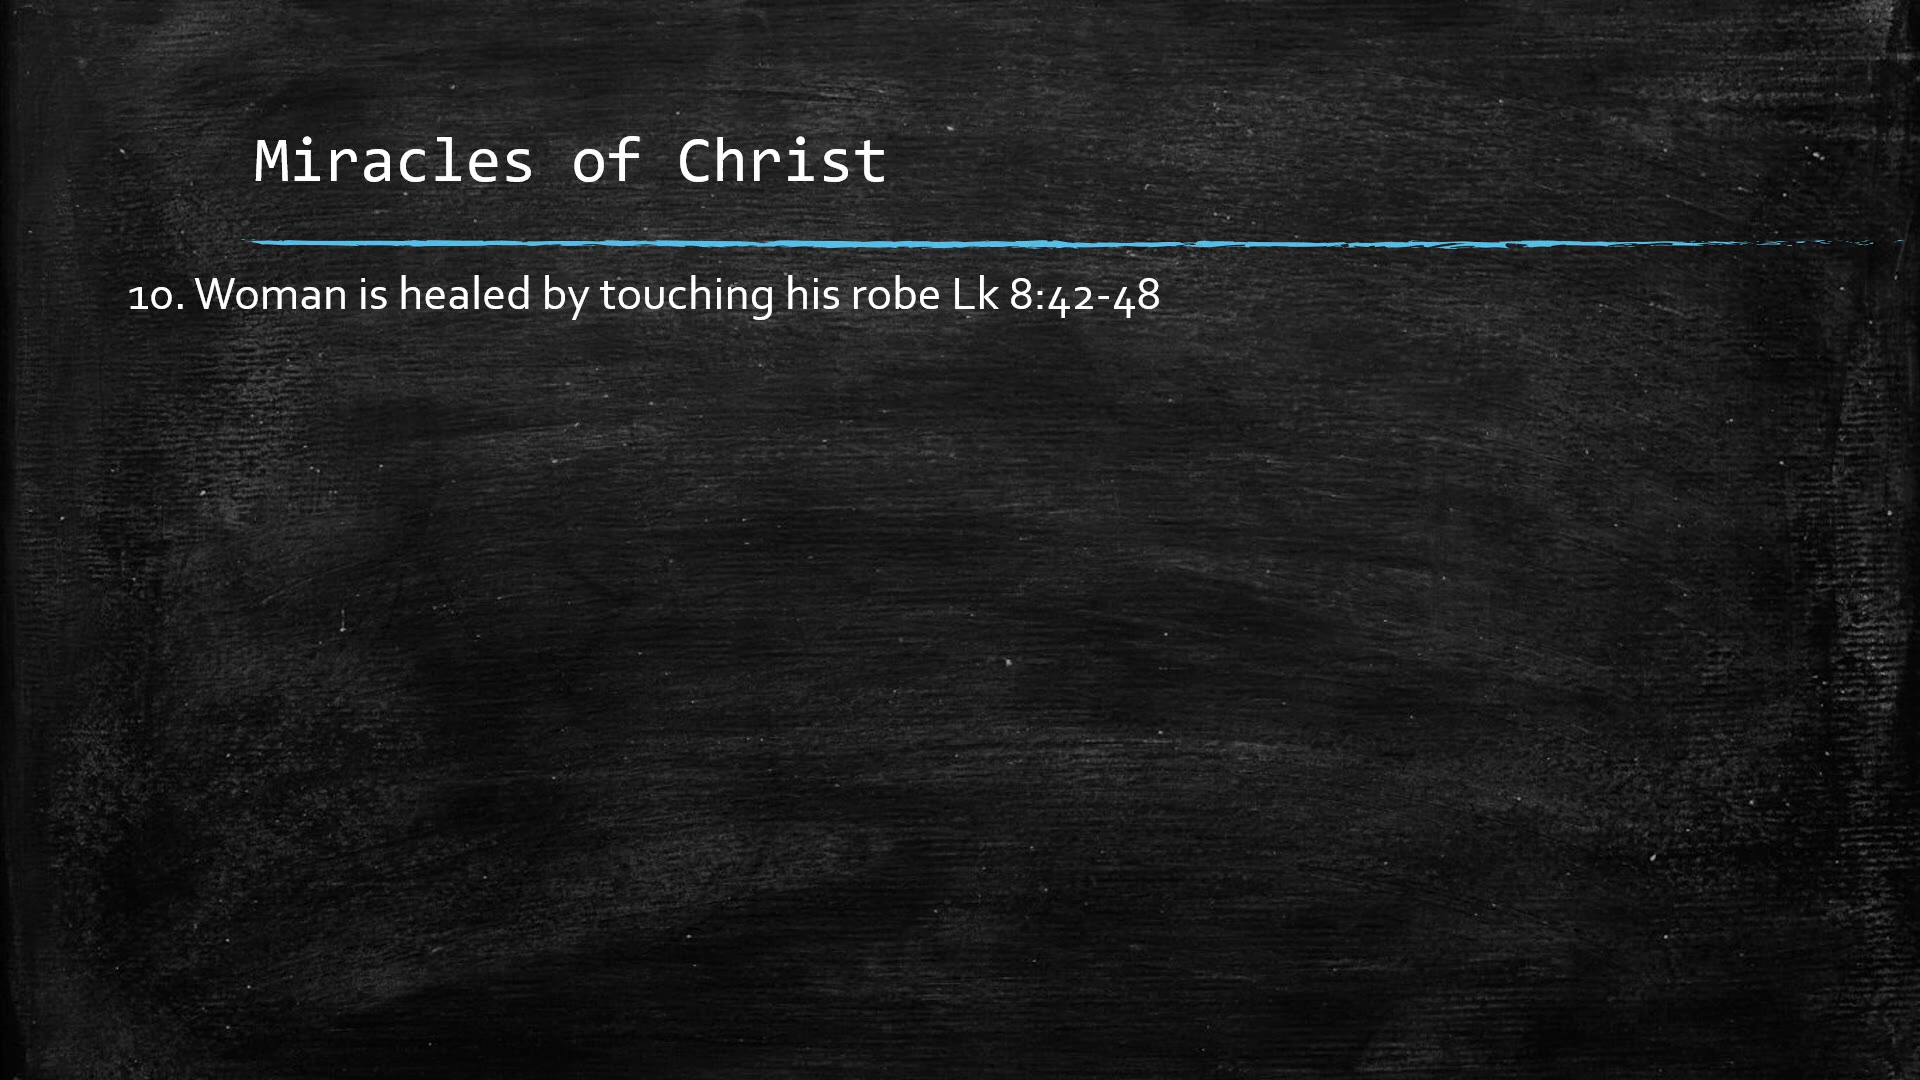 Miracles of Christ
10. Woman is healed by touching his robe Lk 8:42-48